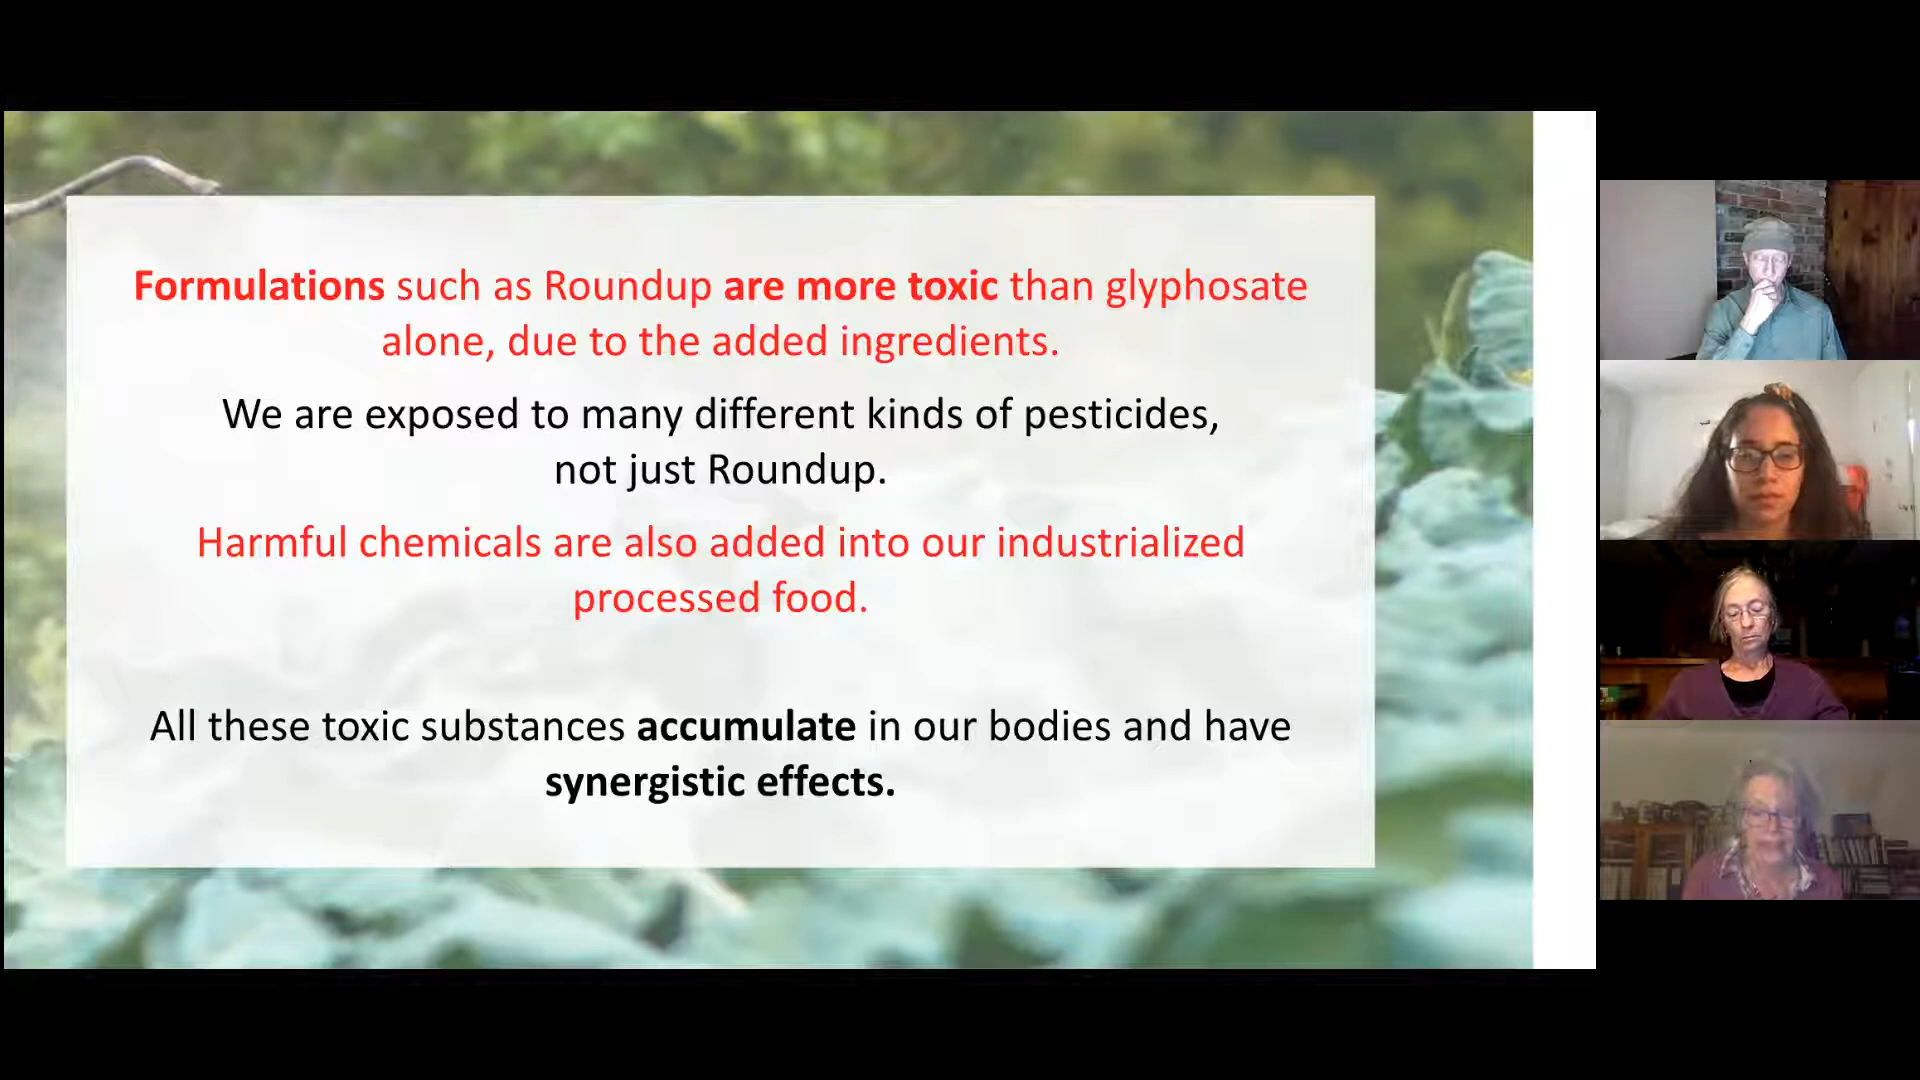 Formulations such as Roundup are more toxic than glyphosate
alone, due to the added ingredients.
We are exposed to many different kinds of pesticides,
not just Roundup.
Harmful chemicals are also added into our industrialized
processed food.
All these toxic substances accumulate in our bodies and have
synergistic effects.